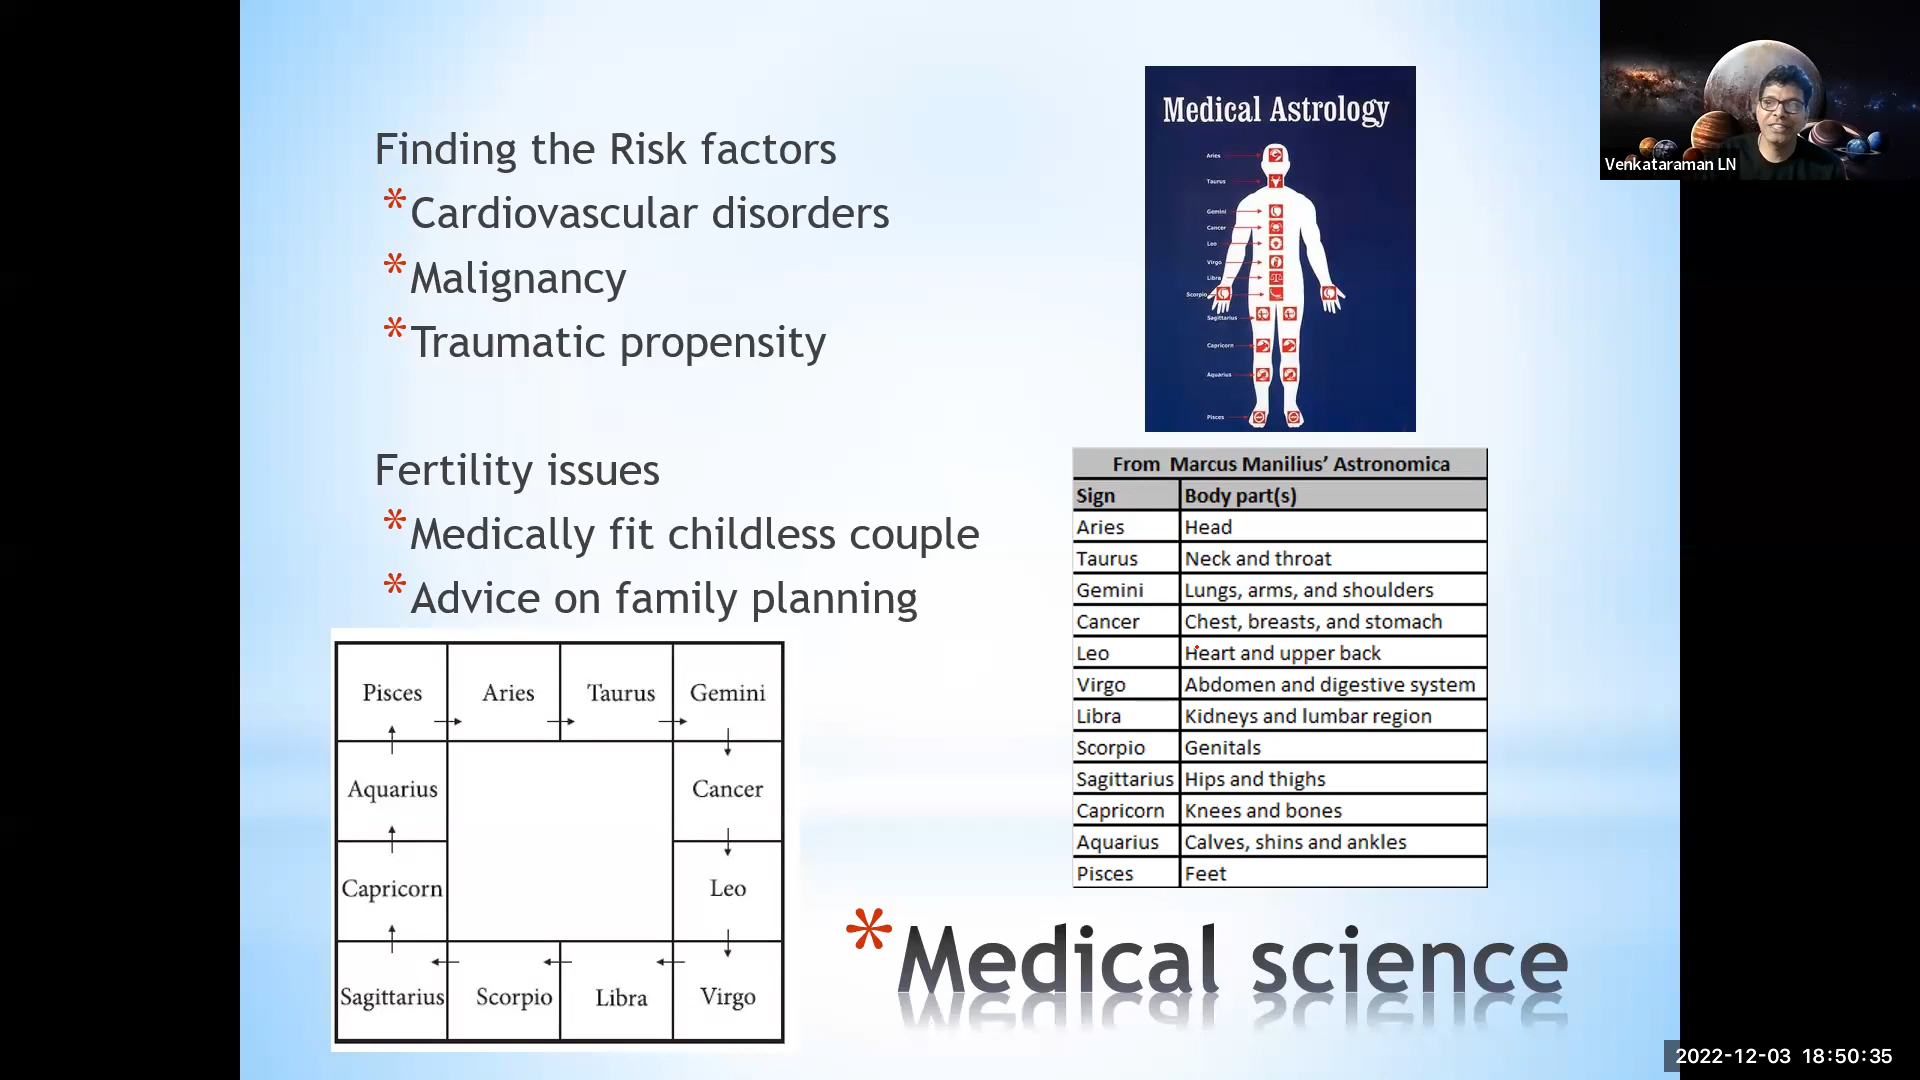 Finding the Risk factors
*Cardiovascular disorders
*Malignancy
*Traumatic propensity
Fertility issues
*Medically fit childless couple
*Advice on family planning
Pisces Aries Taurus Gemini
Aquarius Cancer
Capricorn Leo
Sagittarius Scorpio Libra Virgo
Medical Astrology
Aries
Taurus
Gemini
Cancer
Leo
Virgo
Libra
Scorpio
Sagittarius
Capricorn
Aquarius
Pisces
From Marcus Manilius’ Astronomica
Sign Body part(s)
Aries Head
Taurus Neck and throat
Gemini Lungs, arms, and shoulders
Cancer Chest, breasts, and stomach
Leo Heart and upper back
Virgo Abdomen and digestive system
Libra Kidneys and lumbar region
Scorpio Genitals
Sagittarius Hips and thighs
Capricorn Knees and bones
Aquarius Calves, shins and ankles
Pisces Feet
*Medical science
Venkataraman LN
2022-12-03 18:50:35